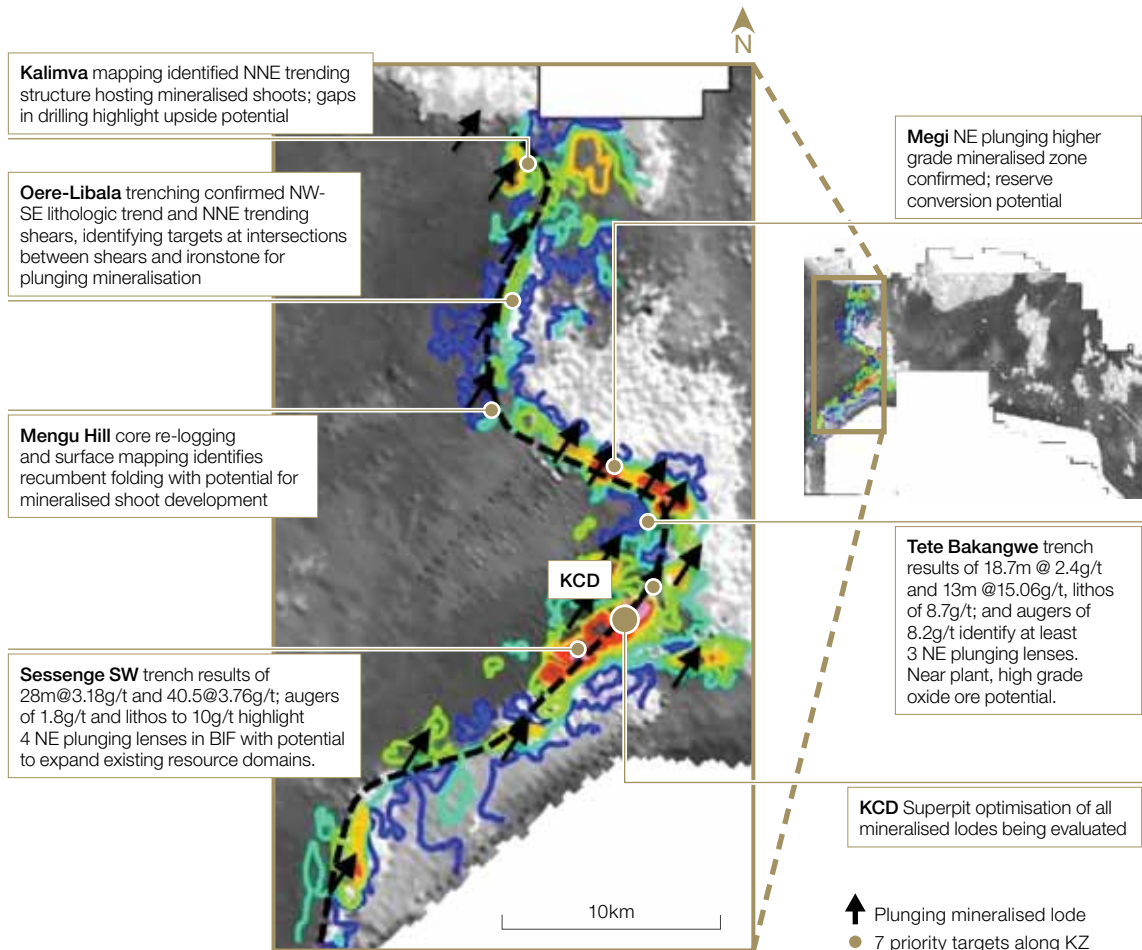 N
Kalimva mapping identified NNE trending
structure hosting mineralised shoots; gaps
in drilling highlight upside potential
Megi NE plunging higher
grade mineralised zone
confirmed; reserve
conversion potential
Oere-Libala trenching confirmed NW-
SE lithologic trend and NNE trending
shears, identifying targets at intersections
between shears and ironstone for
plunging mineralisation
Mengu Hill core re-logging
and surface mapping identifies
recumbent folding with potential for
mineralised shoot development
KCD
Tete Bakangwe trench
results of 18.7m @ 2.4g/t
and 13m @15.06g/t, lithos
of 8.7g/t; and augers of
8.2g/t identify at least
3 NE plunging lenses.
Near plant, high grade
oxide ore potential.
Sessenge SW trench results of
28m@3.18g/t and 40.5@3.76g/t; augers
of 1.8g/t and lithos to 10g/t highlight
4 NE plunging lenses in BIF with potential
to expand existing resource domains.
KCD Superpit optimisation of all
mineralised lodes being evaluated
10km
Plunging mineralised lode
7 priority targets along KZ